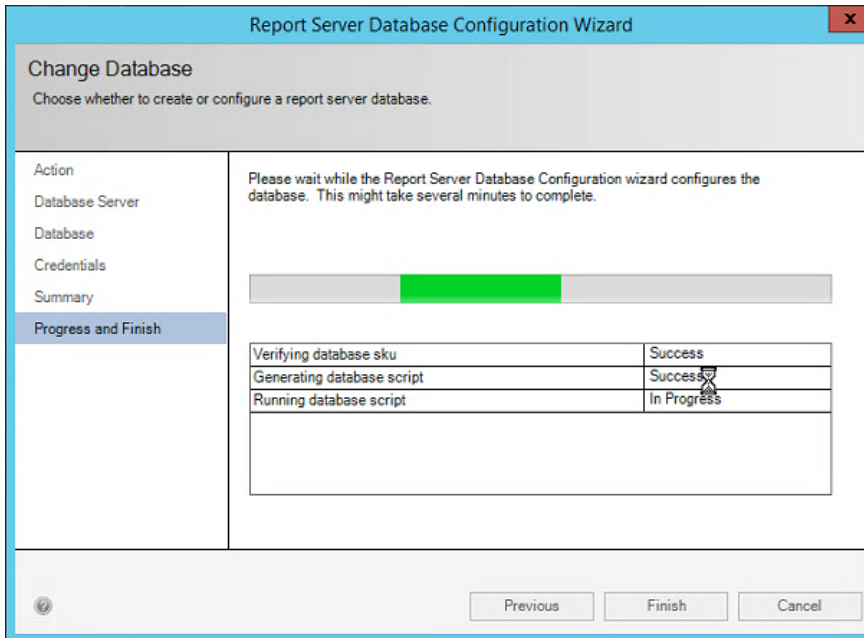 Report Server Database Configuration Wizard
x
Change Database
Choose whether to create or configure a report server database.
Action
Database Server
Database
Credentials
Summary
Progress and Finish
Please wait while the Report Server Database Configuration wizard configures the
database. This might take several minutes to complete.
Verifying database sku Success
Generating database script Success
Running database script In Progress
?
Previous Finish Cancel